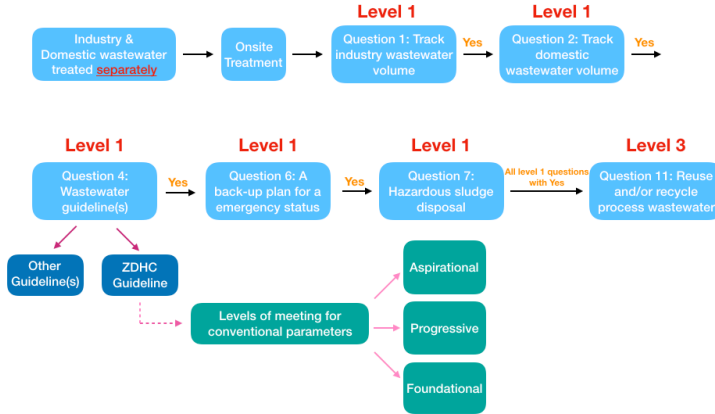 Level 1
Level 1
Industry &
Domestic wastewater
treated separately
Onsite
Treatment
Question 1: Track
industry wastewater
volume
Yes
Question 2: Track
domestic
wastewater volume
Yes
Level 1
Level 1
Level 1
Level 3
Question 4:
Wastewater
guideline(s)
Yes
Question 6: A
back-up plan for a
emergency status
Yes
Question 7:
Hazardous sludge
disposal
All level 1 questions
with Yes
Question 11: Reuse
and/or recycle
process wastewater
Other
Guideline(s)
ZDHC
Guideline
Levels of meeting for
conventional parameters
Aspirational
Progressive
Foundational